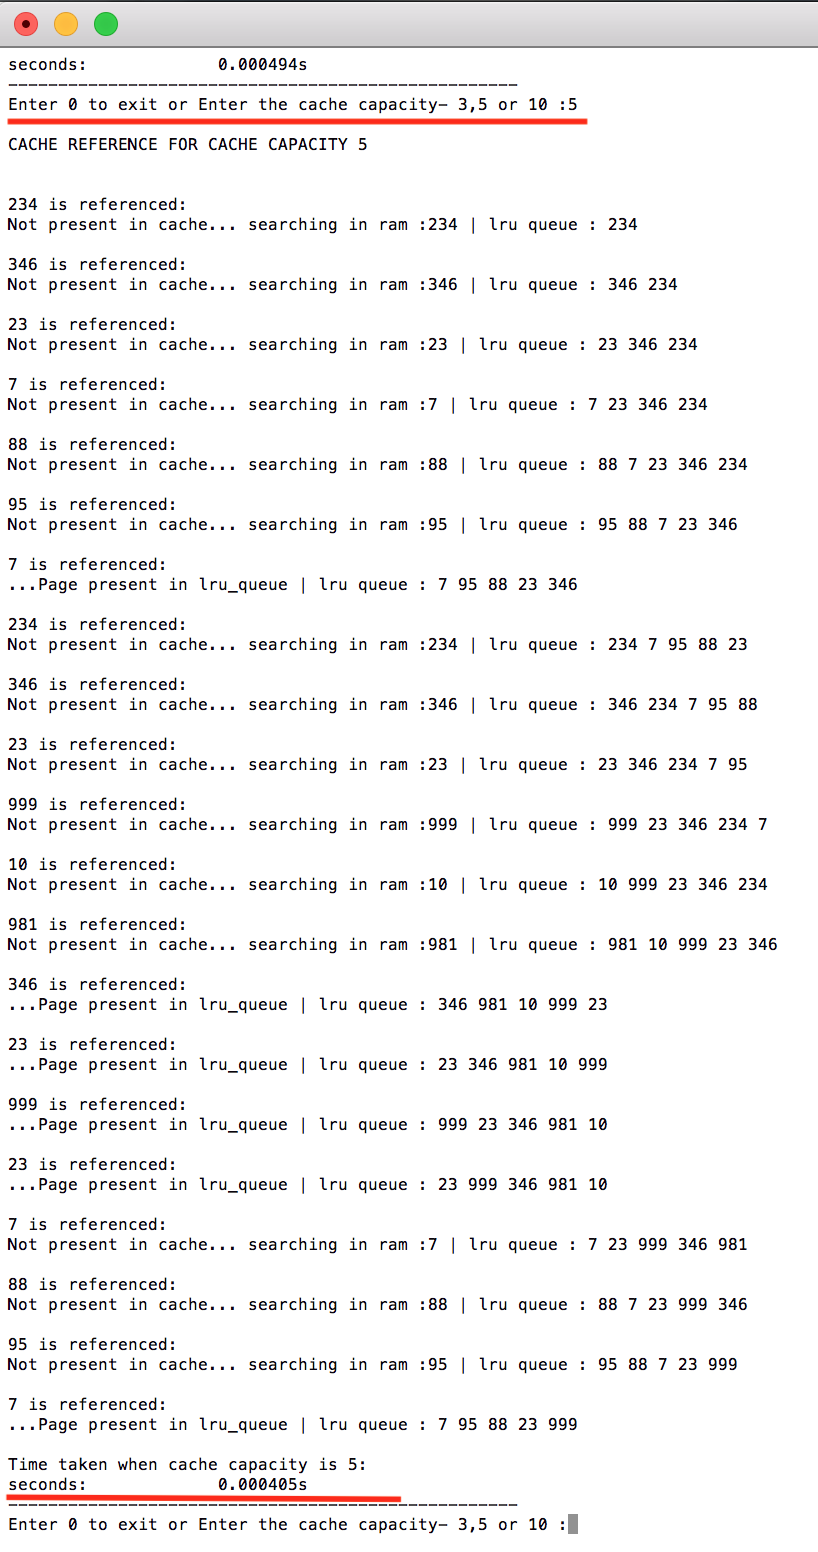 seconds:             0.000494s
---------------------------------------------------
Enter 0 to exit or Enter the cache capacity- 3,5 or 10 :5
CACHE REFERENCE FOR CACHE CAPACITY 5
234 is referenced:
Not present in cache... searching in ram :234 | lru queue : 234
346 is referenced:
Not present in cache... searching in ram :346 | lru queue : 346 234
23 is referenced:
Not present in cache... searching in ram :23 | lru queue : 23 346 234
7 is referenced:
Not present in cache... searching in ram :7 | lru queue : 7 23 346 234
88 is referenced:
Not present in cache... searching in ram :88 | lru queue : 88 7 23 346 234
95 is referenced:
Not present in cache... searching in ram :95 | lru queue : 95 88 7 23 346
7 is referenced:
...Page present in lru_queue | lru queue : 7 95 88 23 346
234 is referenced:
Not present in cache... searching in ram :234 | lru queue : 234 7 95 88 23
346 is referenced:
Not present in cache... searching in ram :346 | lru queue : 346 234 7 95 88
23 is referenced:
Not present in cache... searching in ram :23 | lru queue : 23 346 234 7 95
999 is referenced:
Not present in cache... searching in ram :999 | lru queue : 999 23 346 234 7
10 is referenced:
Not present in cache... searching in ram :10 | lru queue : 10 999 23 346 234
981 is referenced:
Not present in cache... searching in ram :981 | lru queue : 981 10 999 23 346
346 is referenced:
...Page present in lru_queue | lru queue : 346 981 10 999 23
23 is referenced:
...Page present in lru_queue | lru queue : 23 346 981 10 999
999 is referenced:
...Page present in lru_queue | lru queue : 999 23 346 981 10
23 is referenced:
...Page present in lru_queue | lru queue : 23 999 346 981 10
7 is referenced:
Not present in cache... searching in ram :7 | lru queue : 7 23 999 346 981
88 is referenced:
Not present in cache... searching in ram :88 | lru queue : 88 7 23 999 346
95 is referenced:
Not present in cache... searching in ram :95 | lru queue : 95 88 7 23 999
7 is referenced:
...Page present in lru_queue | lru queue : 7 95 88 23 999
Time taken when cache capacity is 5:
seconds:             0.000405s
---------------------------------------------------
Enter 0 to exit or Enter the cache capacity- 3,5 or 10 :